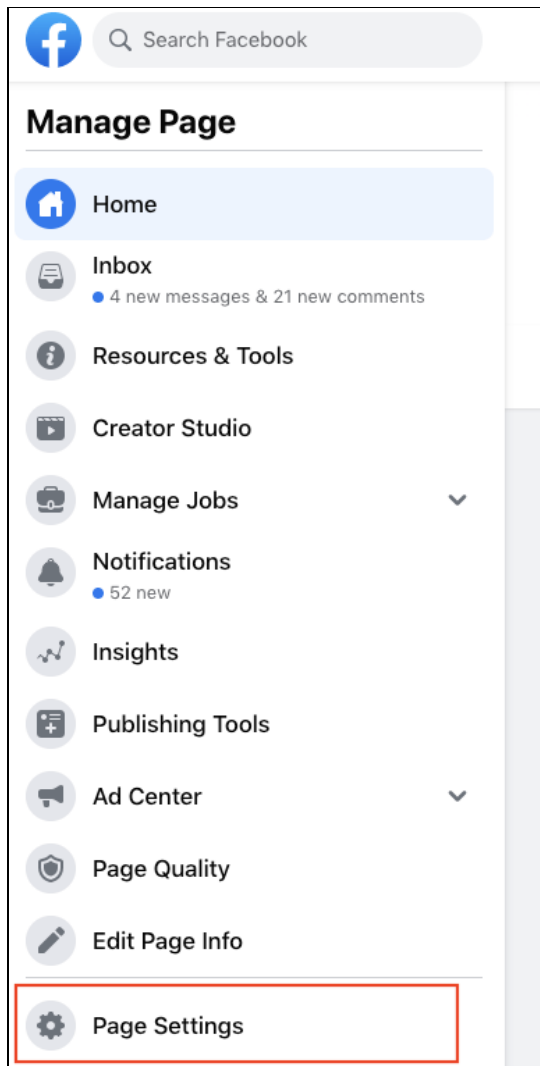 Search Facebook
Manage Page
Home
Inbox
4 new messages & 21 new comments
Resources & Tools
Creator Studio
Manage Jobs
Notifications
52 new
Insights
Publishing Tools
Ad Center
Page Quality
Edit Page Info
Page Settings